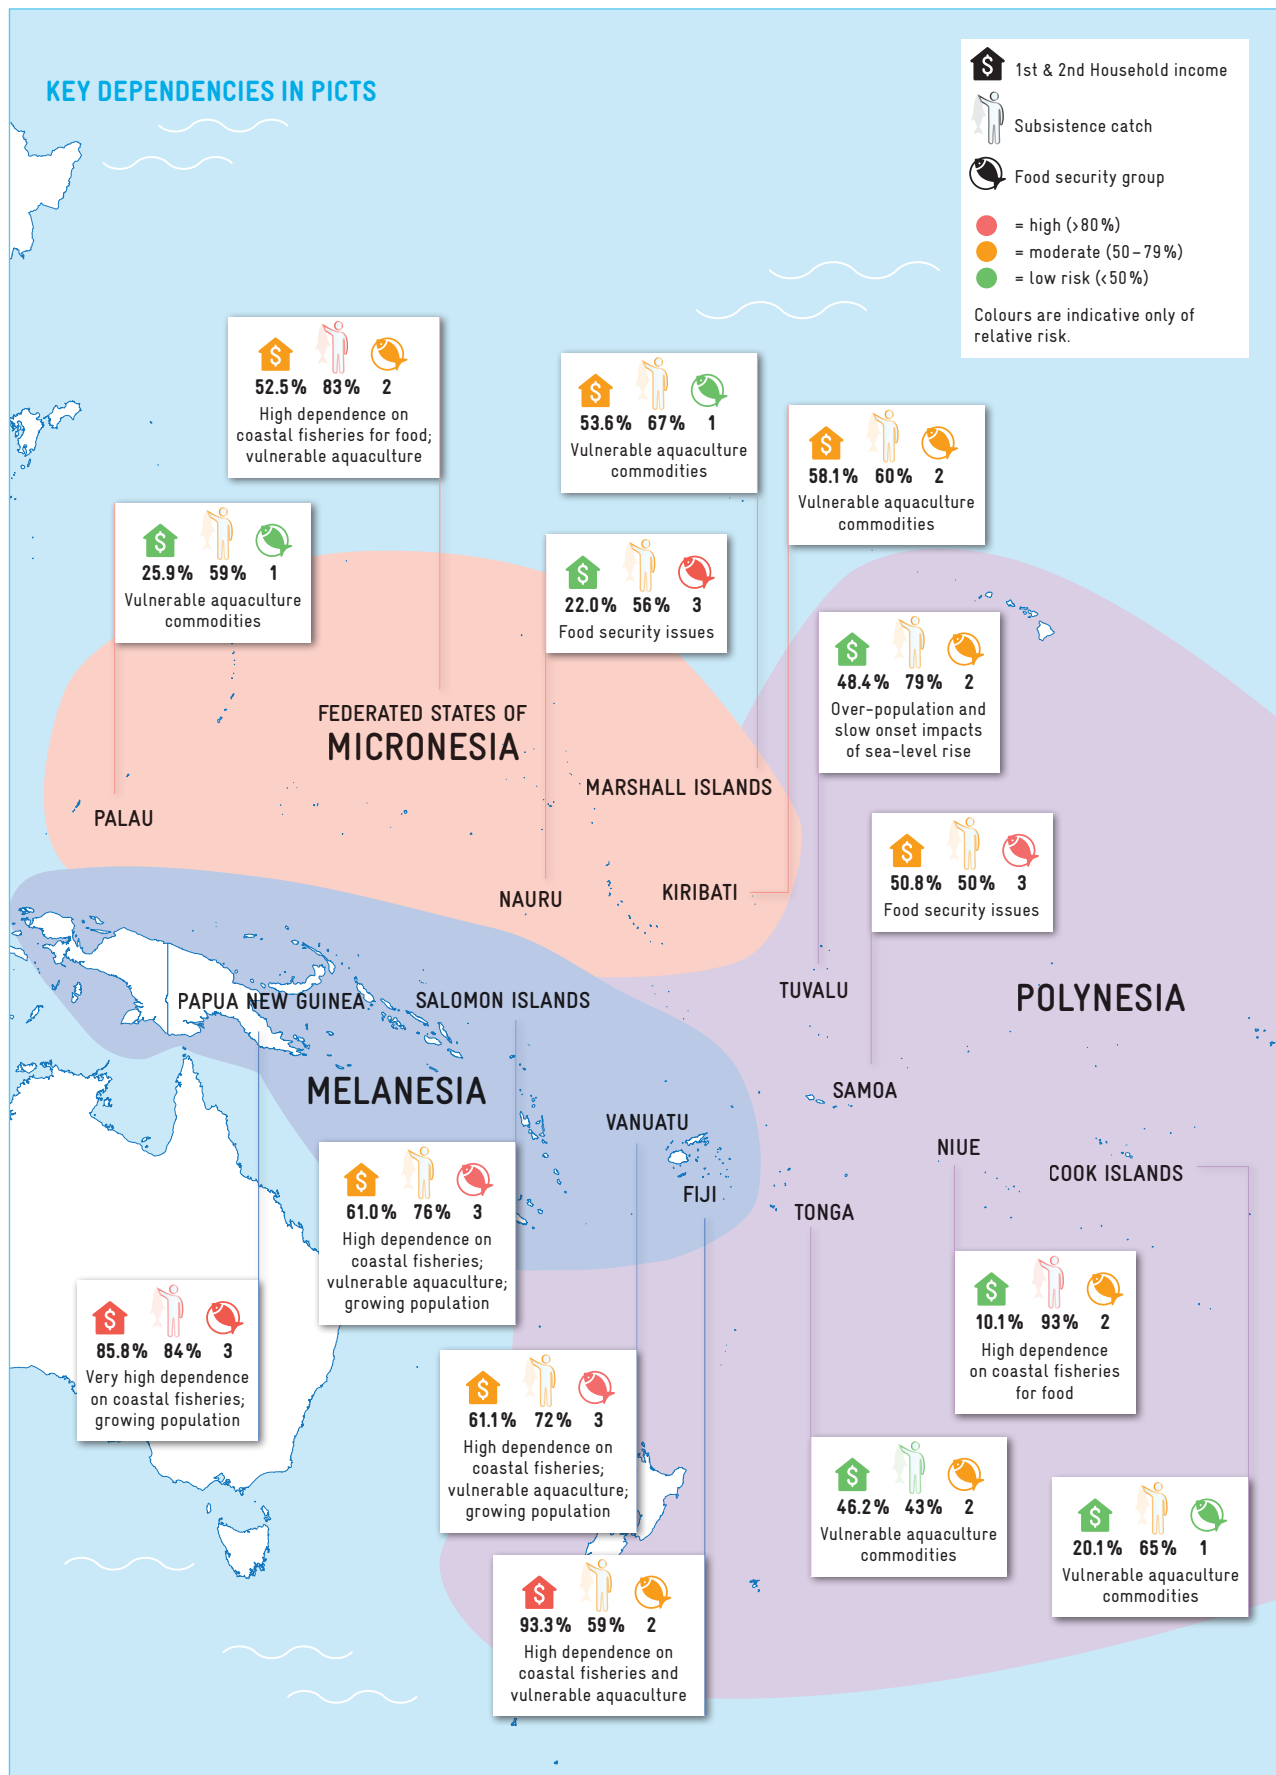 KEY DEPENDENCIES IN PICTS
$ 1st & 2nd Household income
Subsistence catch
Food security group
= high (>80%)
= moderate (50–79%)
= low risk (<50%)
Colours are indicative only of
relative risk.
$
52.5% 83% 2
High dependence on
coastal fisheries for food;
vulnerable aquaculture
$
53.6% 67% 1
Vulnerable aquaculture
commodities
$
58.1% 60% 2
Vulnerable aquaculture
commodities
$
25.9% 59% 1
Vulnerable aquaculture
commodities
$
22.0% 56% 3
Food security issues
$
48.4% 79% 2
Over-population and
slow onset impacts
of sea-level rise
FEDERATED STATES OF
MICRONESIA
MARSHALL ISLANDS
PALAU
$
50.8% 50% 3
Food security issues
NAURU
KIRIBATI
TUVALU
POLYNESIA
PAPUA NEW GUINEA
SALOMON ISLANDS
MELANESIA
SAMOA
VANUATU
FIJI
NIUE
COOK ISLANDS
TONGA
$
61.0% 76% 3
High dependence on
coastal fisheries;
vulnerable aquaculture;
growing population
$
85.8% 84% 3
Very high dependence
on coastal fisheries;
growing population
$
10.1% 93% 2
High dependence
on coastal fisheries
for food
$
61.1% 72% 3
High dependence on
coastal fisheries;
vulnerable aquaculture;
growing population
$
46.2% 43% 2
Vulnerable aquaculture
commodities
$
20.1% 65% 1
Vulnerable aquaculture
commodities
$
93.3% 59% 2
High dependence on
coastal fisheries and
vulnerable aquaculture